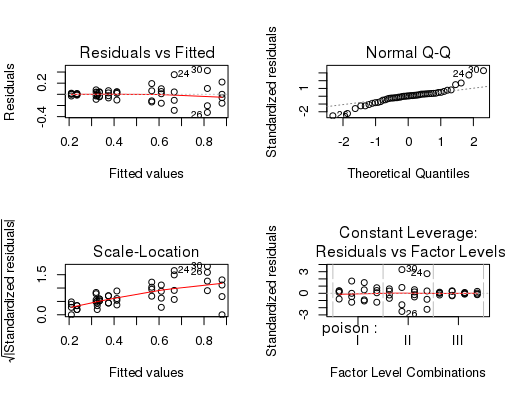 Residuals vs Fitted
Residuals
-0.4 0.2
24 30
26
0.2 0.4 0.6 0.8
Fitted values
Normal Q-Q
Standardized residuals
-2 1
24 30
26
-2 -1 0 1 2
Theoretical Quantiles
Scale-Location
√|Standardized residuals|
0.0 1.5
24 30
26
0.2 0.4 0.6 0.8
Fitted values
Constant Leverage:
Residuals vs Factor Levels
Standardized residuals
-3 0 3
30 24
26
poison :
I II III
Factor Level Combinations